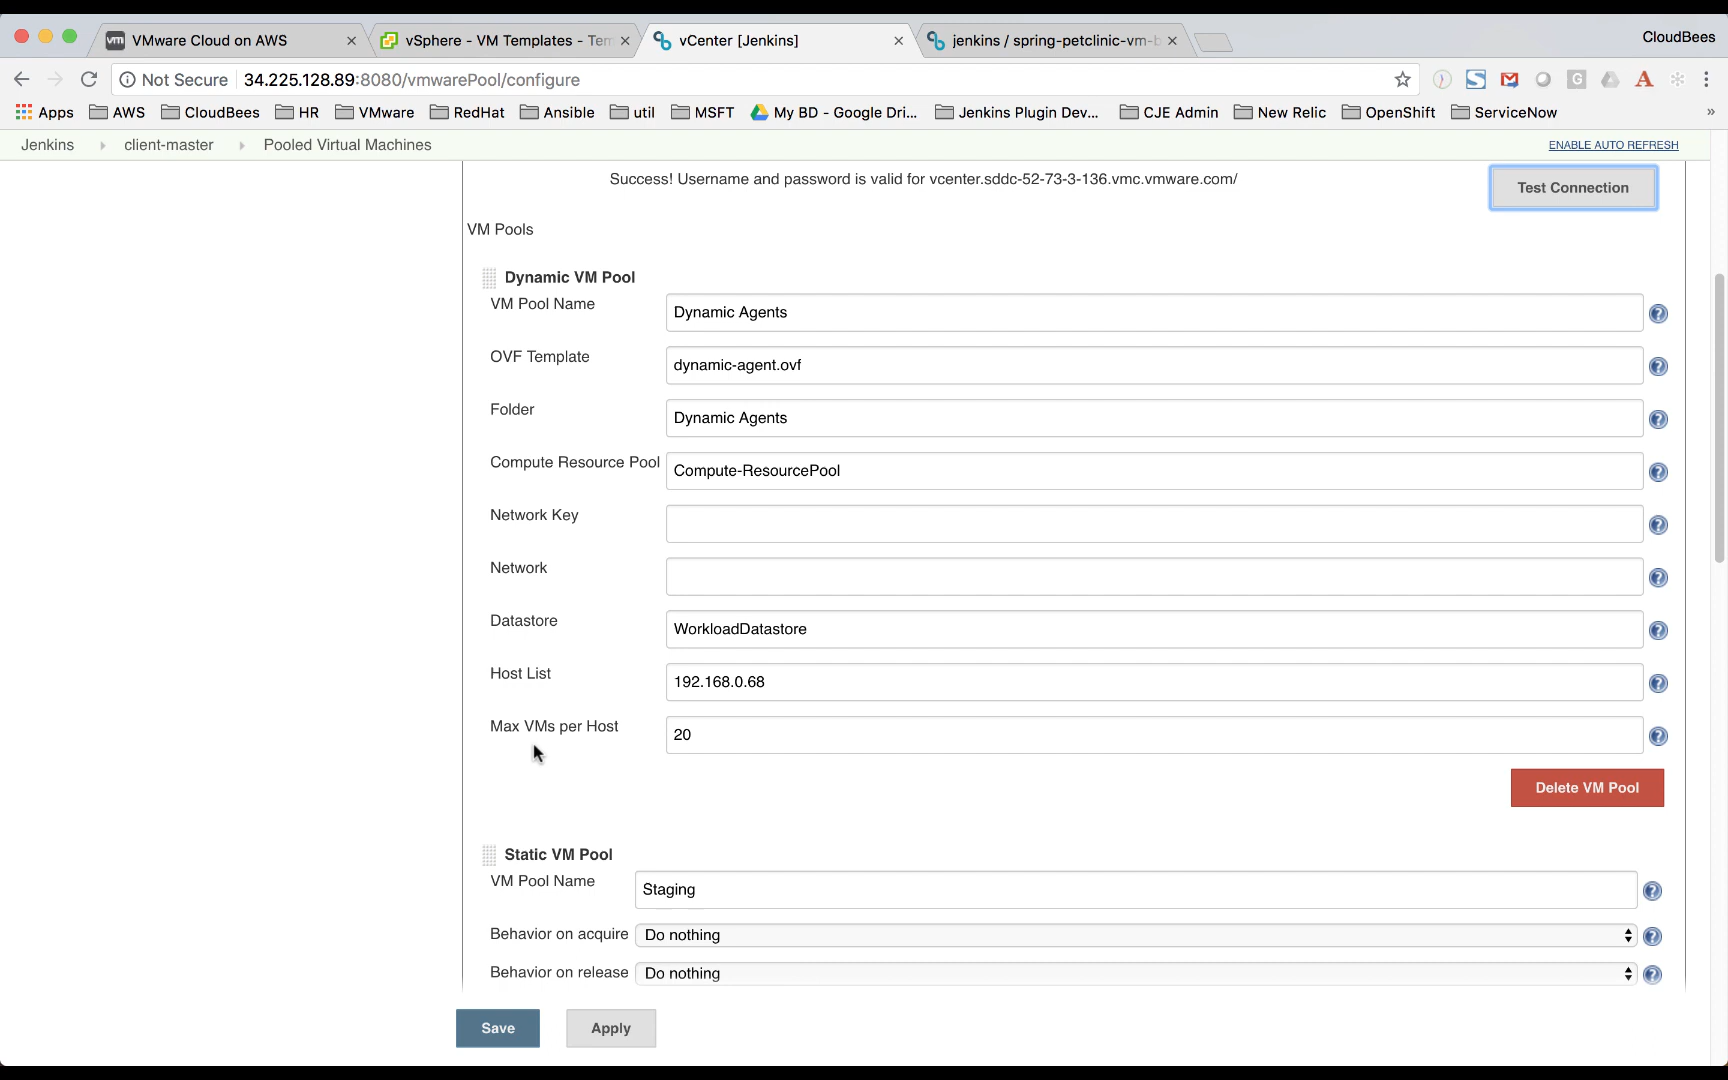 VMware Cloud on AWS
vSphere - VM Templates - Tem
vCenter [Jenkins]
jenkins / spring-petclinic-vm-b
CloudBees
Not Secure 34.225.128.89:8080/vmwarePool/configure
Apps AWS CloudBees HR VMware RedHat Ansible util MSFT My BD - Google Dri... Jenkins Plugin Dev... CJE Admin New Relic OpenShift ServiceNow »
Jenkins client-master Pooled Virtual Machines ENABLE AUTO REFRESH
Success! Username and password is valid for vcenter.sddc-52-73-3-136.vmc.vmware.com/
Test Connection
VM Pools
Dynamic VM Pool
VM Pool Name Dynamic Agents
OVF Template dynamic-agent.ovf
Folder Dynamic Agents
Compute Resource Pool Compute-ResourcePool
Network Key
Network
Datastore WorkloadDatastore
Host List 192.168.0.68
Max VMs per Host 20
Delete VM Pool
Static VM Pool
VM Pool Name Staging
Behavior on acquire Do nothing
Behavior on release Do nothing
Save Apply